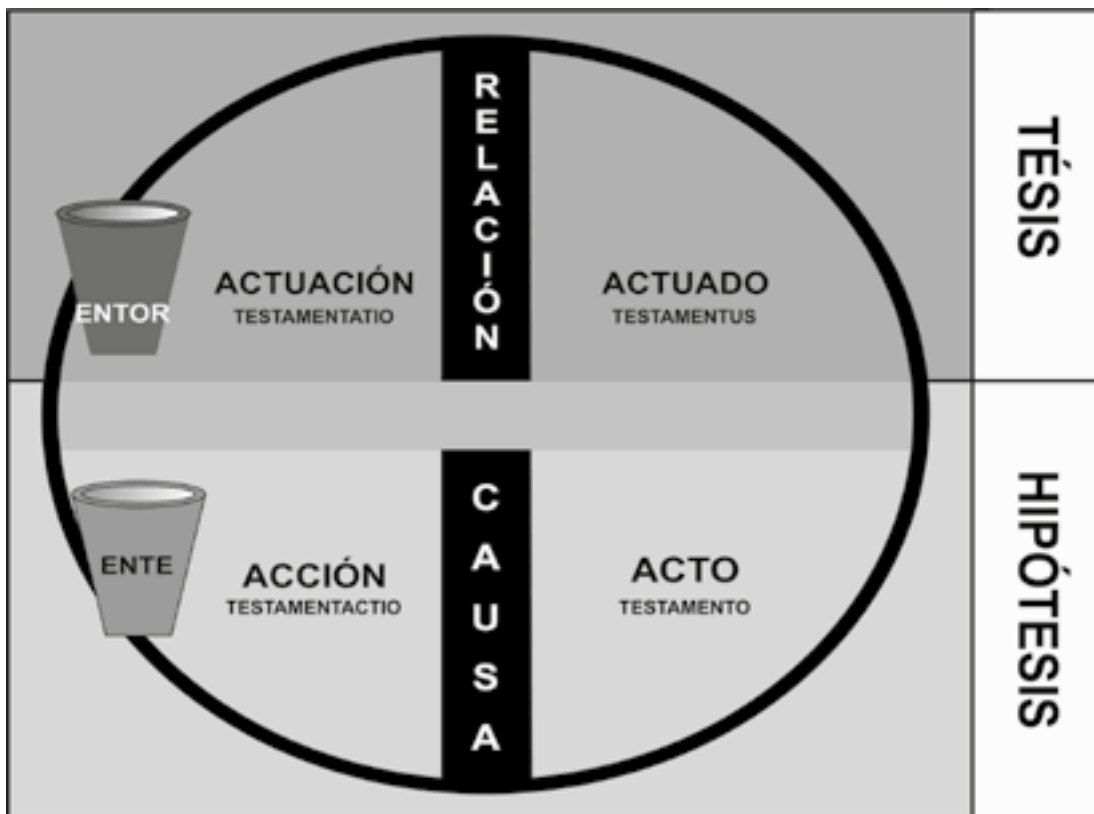 RELACIÓN
ENTOR
ACTUACIÓN
TESTAMENTATIO
ACTUADO
TESTAMENTUS
TÉSIS
ENTE
ACCIÓN
TESTAMENTACTIO
CAUSA
ACTO
TESTAMENTO
HIPÓTESIS